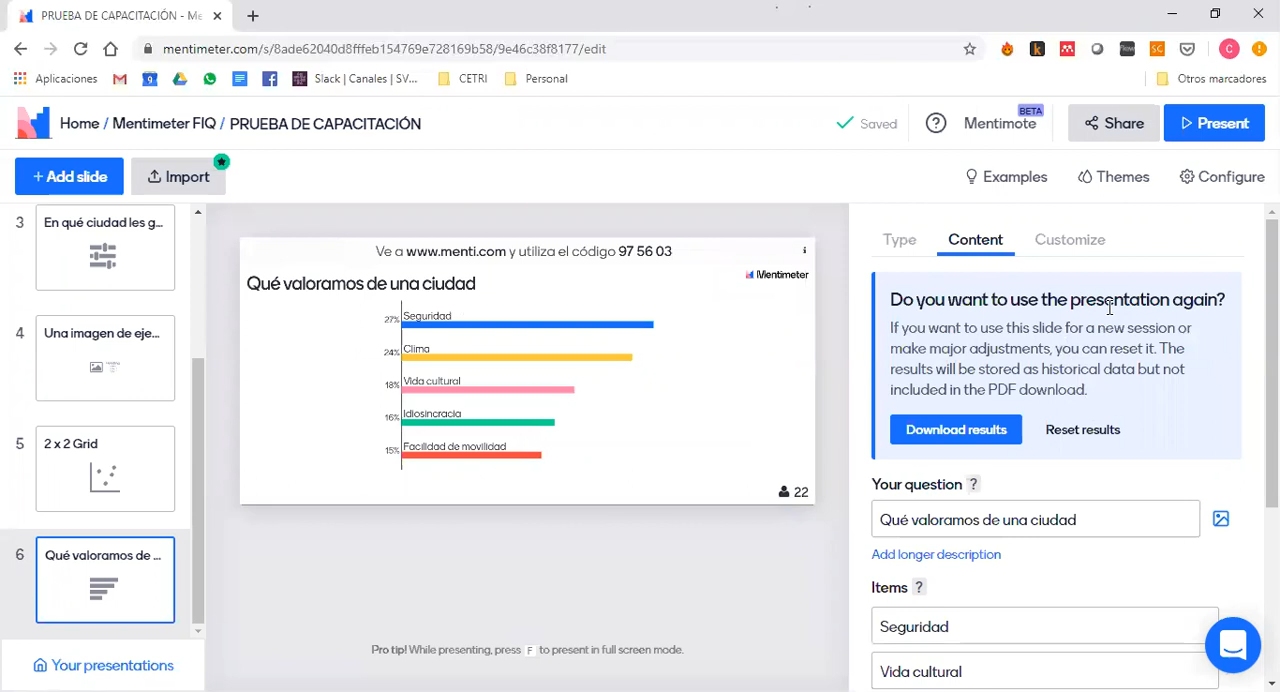 PRUEBA DE CAPACITACIÓN - Me
mentimeter.com/s/8ade62040d8fffeb154769e728169b58/9e46c38f8177/edit
Aplicaciones
Slack | Canales | SV...
CETRI
Personal
Otros marcadores
Home / Mentimeter FIQ / PRUEBA DE CAPACITACIÓN
Saved
Mentimote
BETA
Share
Present
+ Add slide
Import
Examples
Themes
Configure
3
En qué ciudad les g...
4
Una imagen de eje...
5
2 x 2 Grid
6
Qué valoramos de ...
Your presentations
Ve a www.menti.com y utiliza el código 97 56 03
Qué valoramos de una ciudad
Mentimeter
27% Seguridad
24% Clima
18% Vida cultural
16% Idiosincracia
15% Facilidad de movilidad
22
Pro tip! While presenting, press F to present in full screen mode.
Type
Content
Customize
Do you want to use the presentation again?
If you want to use this slide for a new session or
make major adjustments, you can reset it. The
results will be stored as historical data but not
included in the PDF download.
Download results
Reset results
Your question ?
Qué valoramos de una ciudad
Add longer description
Items ?
Seguridad
Vida cultural